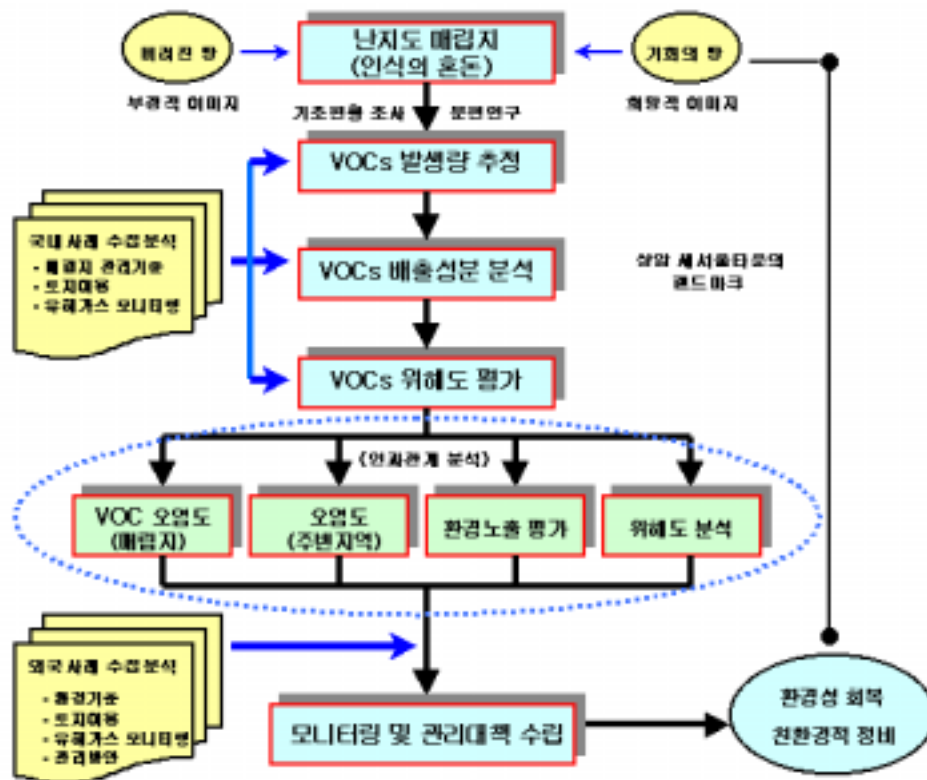 버려진 땅
난지도 매립지
(인식의 혼돈)
기회의 땅
부정적 이미지
희망적 이미지
기초현황 조사
문헌연구
VOCs 발생량 추정
국내사례 수집분석
• 매립지 관리기준
• 토지이용
• 유해가스 모니터링
VOCs 배출성분 분석
상암 새서울타운의
랜드마크
VOCs 위해도 평가
(인자관계 분석)
VOC 오염도
(매립지)
오염도
(주변지역)
환경노출 평가
위해도 분석
외국사례 수집분석
• 환경기준
• 토지이용
• 유해가스 모니터링
• 관리방안
모니터링 및 관리대책 수립
환경성 회복
친환경적 정비